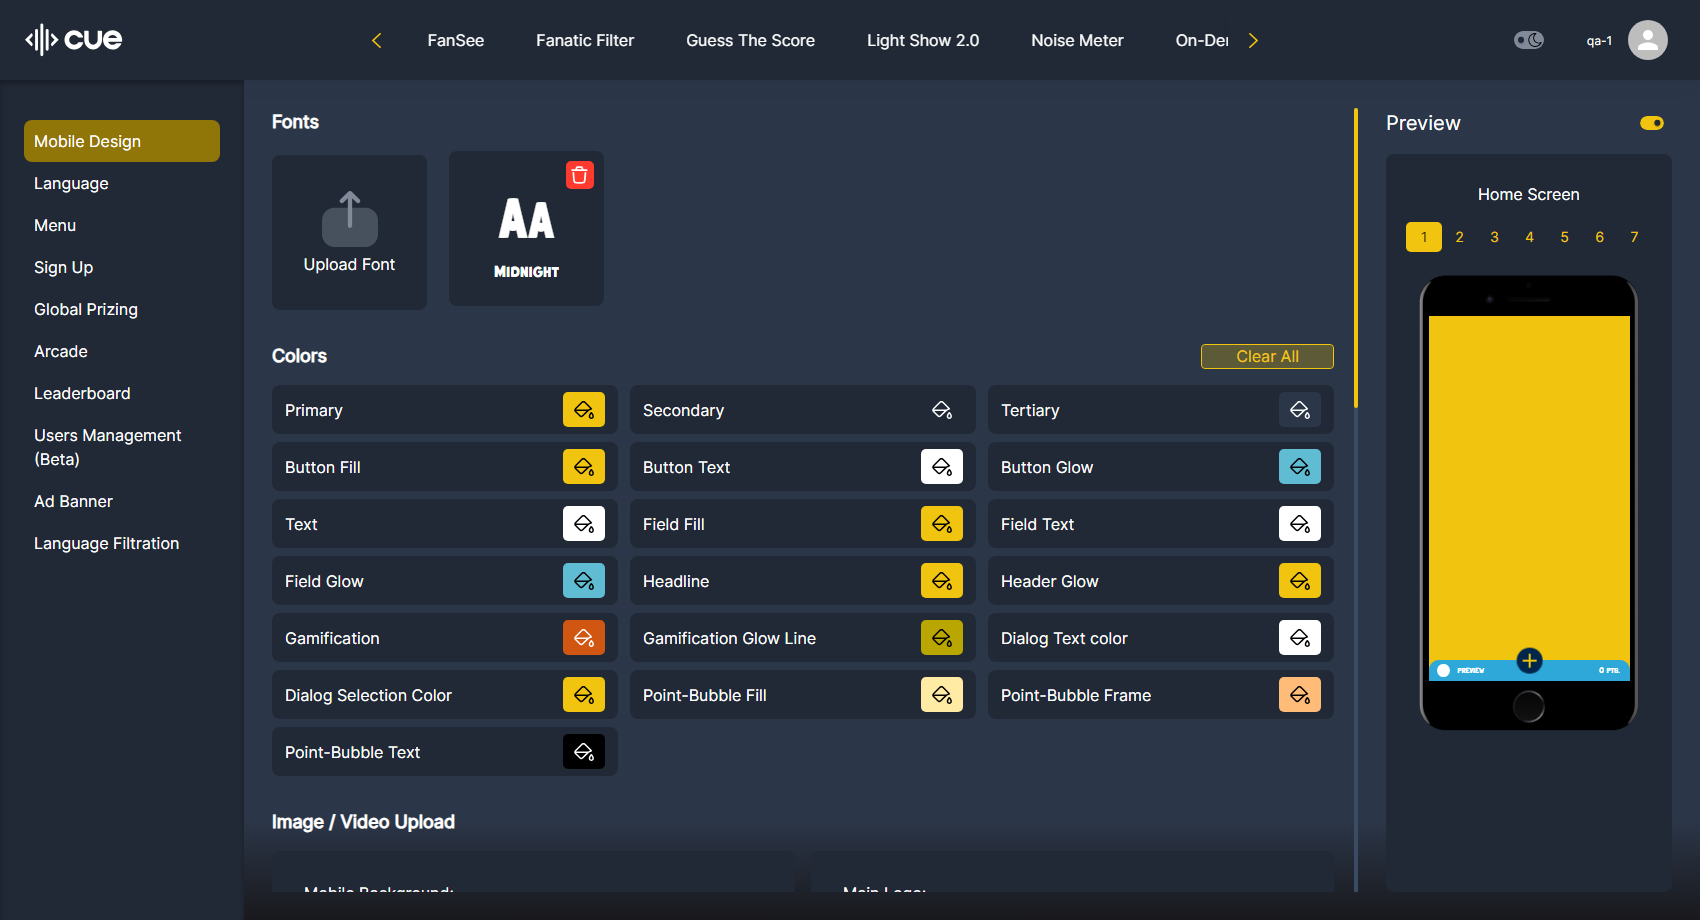 cue
FanSee
Fanatic Filter
Guess The Score
Light Show 2.0
Noise Meter
On-Der
qa-1
Mobile Design
Language
Menu
Sign Up
Global Prizing
Arcade
Leaderboard
Users Management
(Beta)
Ad Banner
Language Filtration
Fonts
Upload Font
AA
MIDNIGHT
Colors
Clear All
Primary
Secondary
Tertiary
Button Fill
Button Text
Button Glow
Text
Field Fill
Field Text
Field Glow
Headline
Header Glow
Gamification
Gamification Glow Line
Dialog Text color
Dialog Selection Color
Point-Bubble Fill
Point-Bubble Frame
Point-Bubble Text
Image / Video Upload
Mobile Background:
Main Logo:
Preview
Home Screen
1 2 3 4 5 6 7
PREVIEW
0 PTS.